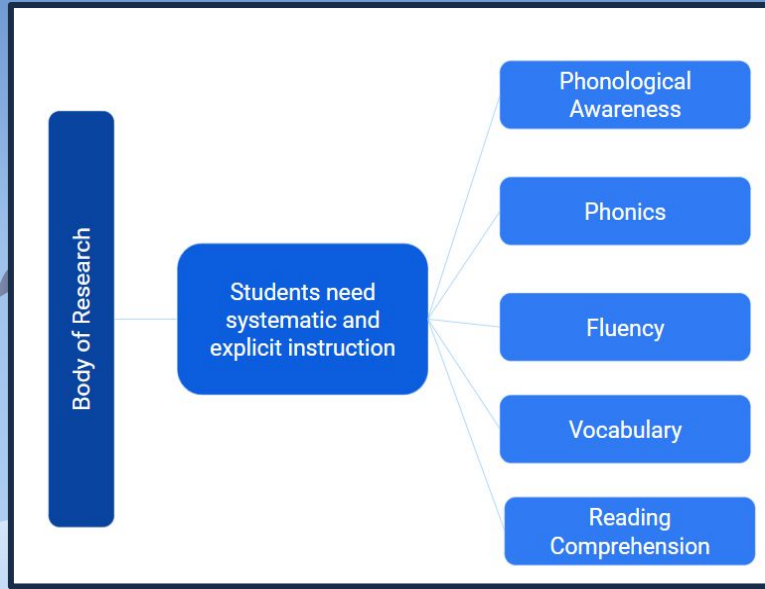 Body of Research
Students need
systematic and
explicit instruction
Phonological
Awareness
Phonics
Fluency
Vocabulary
Reading
Comprehension